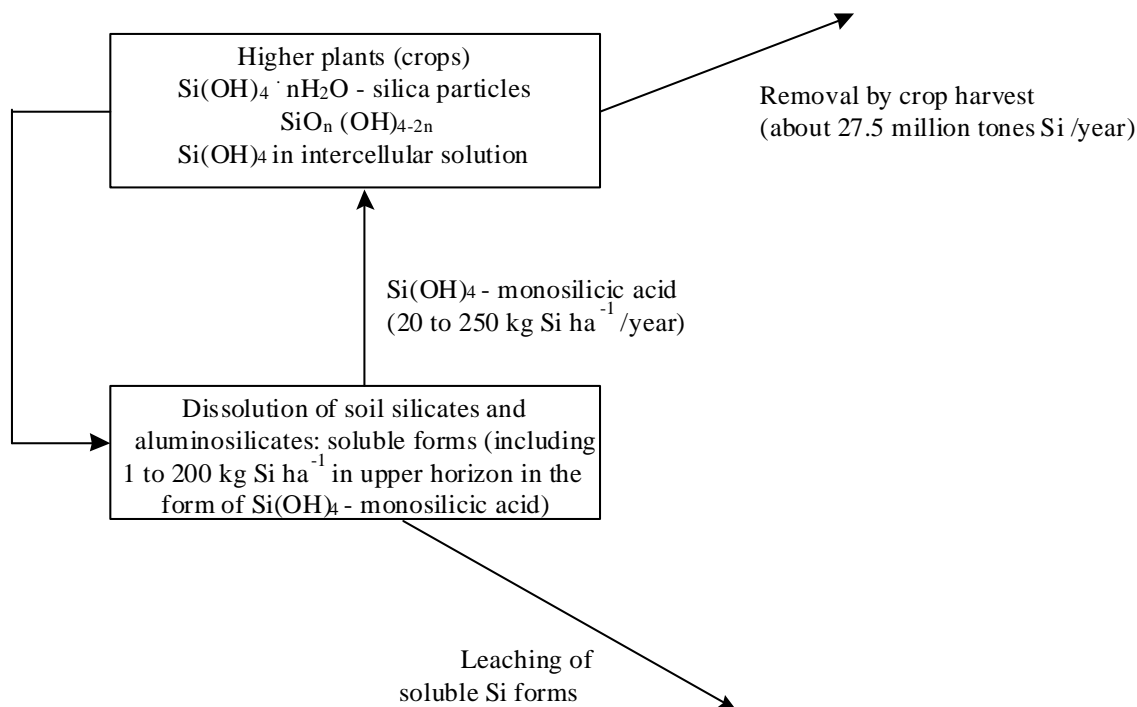 Higher plants (crops)
Si(OH)₄ · nH₂O - silica particles
SiOₙ (OH)₄₋₂ₙ
Si(OH)₄ in intercellular solution
Removal by crop harvest
(about 27.5 million tones Si /year)
Si(OH)₄ - monosilicic acid
(20 to 250 kg Si ha⁻¹ /year)
Dissolution of soil silicates and
aluminosilicates: soluble forms (including
1 to 200 kg Si ha⁻¹ in upper horizon in the
form of Si(OH)₄ - monosilicic acid)
Leaching of
soluble Si forms